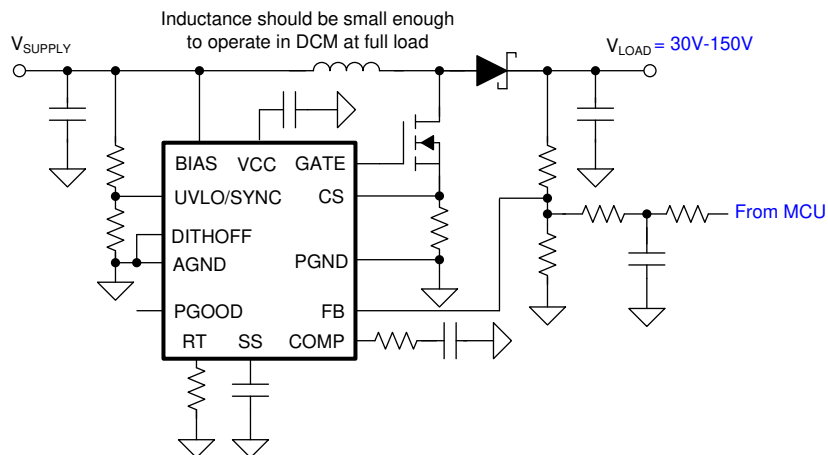 Inductance should be small enough
to operate in DCM at full load
VSUPPLY
VLOAD = 30V-150V
BIAS
VCC
GATE
UVLO/SYNC
CS
From MCU
DITHOFF
AGND
PGND
PGOOD
FB
RT
SS
COMP